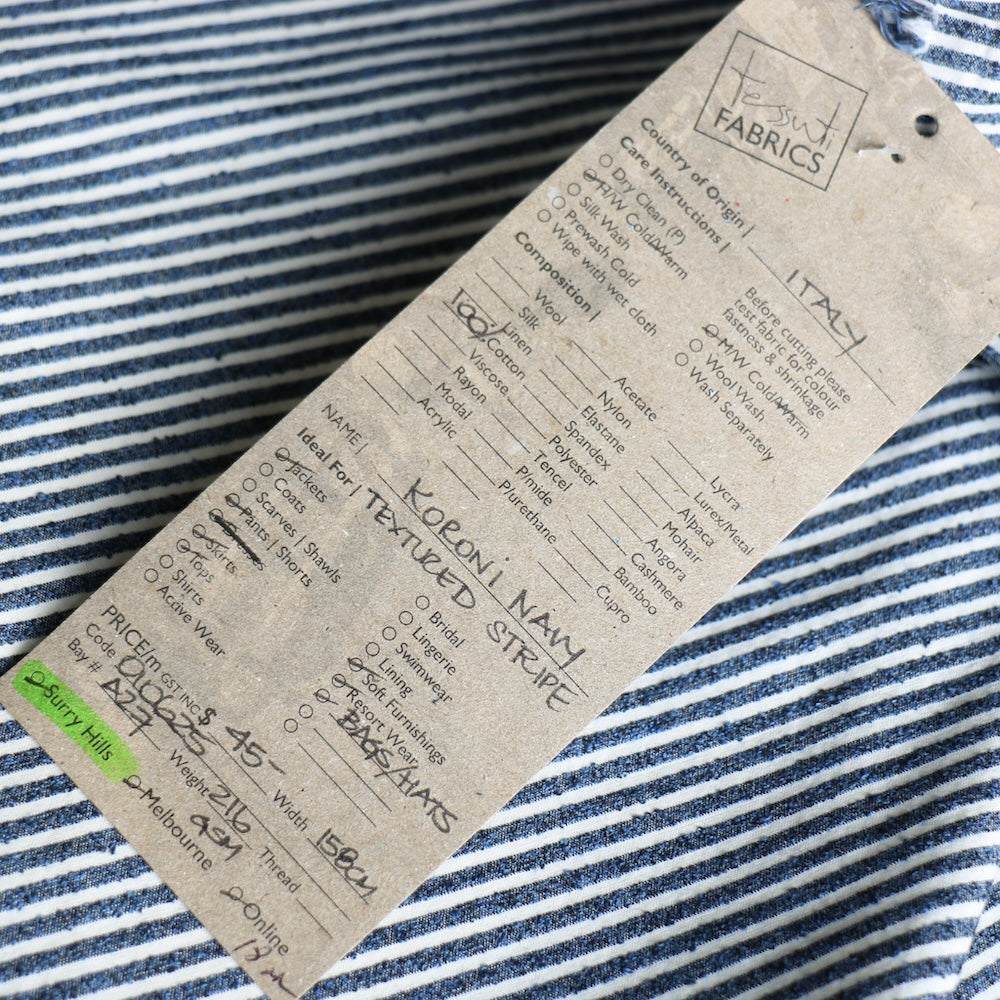 tessuti
FABRICS
Country of Origin | ITALY
Care Instructions |
Dry Clean (P)
H/W Cold/Warm
Silk Wash
Prewash Cold
Wipe with wet cloth
Before cutting please
test fabric for colour
fastness & shrinkage
M/W Cold/Warm
Wool Wash
Wash Separately
Composition |
Wool
Silk
Linen
100% Cotton
Viscose
Rayon
Modal
Acrylic
Acetate
Nylon
Elastane
Spandex
Polyester
Tencel
P/mide
P/urethane
Lycra
Lurex/Metal
Alpaca
Mohair
Angora
Cashmere
Bamboo
Cupro
NAME | KORONI NAVY
TEXTURED STRIPE
Ideal For |
Jackets
Coats
Scarves | Shawls
Pants | Shorts
Skirts
Tops
Shirts
Active Wear
Bridal
Lingerie
Swimwear
Lining
Soft Furnishings
Resort Wear
BAGS/HATS
PRICE/m GST INC $ 45-
Code
Width 158cm
Bay # A27
Weight 216
gsm
Thread
Surry Hills
Melbourne
Online